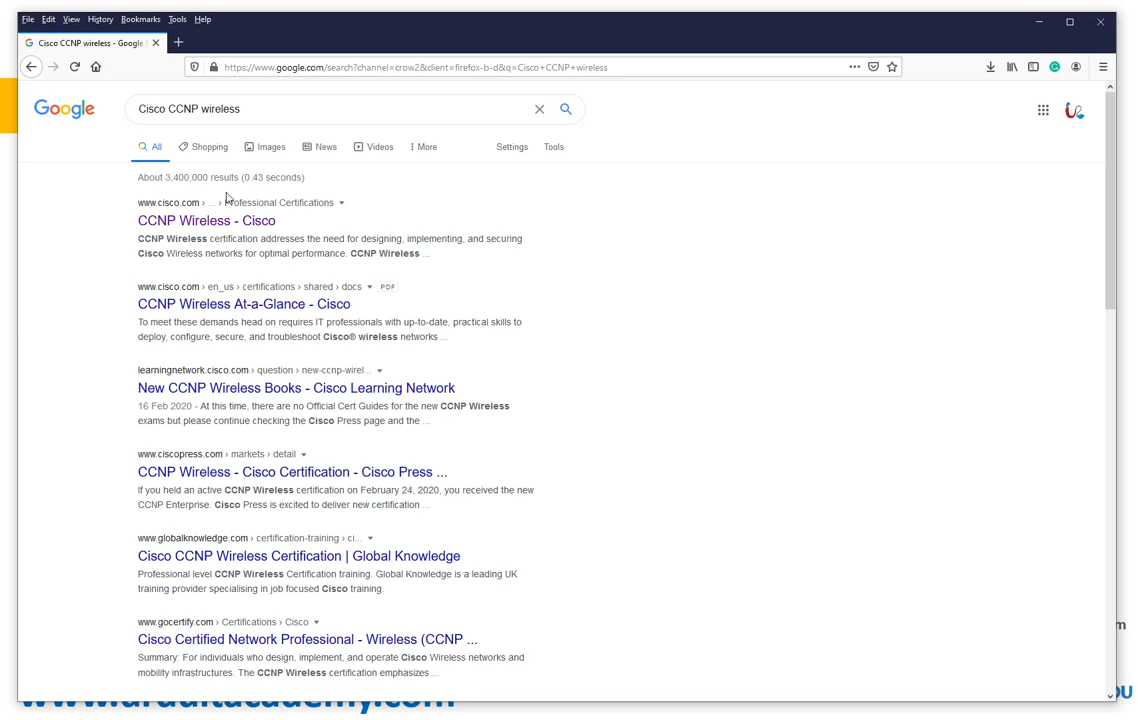 File Edit View History Bookmarks Tools Help
Cisco CCNP wireless - Google S
https://www.google.com/search?channel=crow2&client=firefox-b-d&q=Cisco+CCNP+wireless
Google
Cisco CCNP wireless
All Shopping Images News Videos More Settings Tools
About 3,400,000 results (0.43 seconds)
www.cisco.com › ... › Professional Certifications
CCNP Wireless - Cisco
CCNP Wireless certification addresses the need for designing, implementing, and securing
Cisco Wireless networks for optimal performance. CCNP Wireless ...
www.cisco.com › en_us › certifications › shared › docs PDF
CCNP Wireless At-a-Glance - Cisco
To meet these demands head on requires IT professionals with up-to-date, practical skills to
deploy, configure, secure, and troubleshoot Cisco® wireless networks ...
learningnetwork.cisco.com › question › new-ccnp-wirel...
New CCNP Wireless Books - Cisco Learning Network
16 Feb 2020 - At this time, there are no Official Cert Guides for the new CCNP Wireless
exams but please continue checking the Cisco Press page and the ...
www.ciscopress.com › markets › detail
CCNP Wireless - Cisco Certification - Cisco Press ...
If you held an active CCNP Wireless certification on February 24, 2020, you received the new
CCNP Enterprise. Cisco Press is excited to deliver new certification ...
www.globalknowledge.com › certification-training › ci...
Cisco CCNP Wireless Certification | Global Knowledge
Professional level CCNP Wireless Certification training. Global Knowledge is a leading UK
training provider specialising in job focused Cisco training.
www.gocertify.com › Certifications › Cisco
Cisco Certified Network Professional - Wireless (CCNP ...
Summary: For individuals who design, implement, and operate Cisco Wireless networks and
mobility infrastructures. The CCNP Wireless certification emphasizes ...